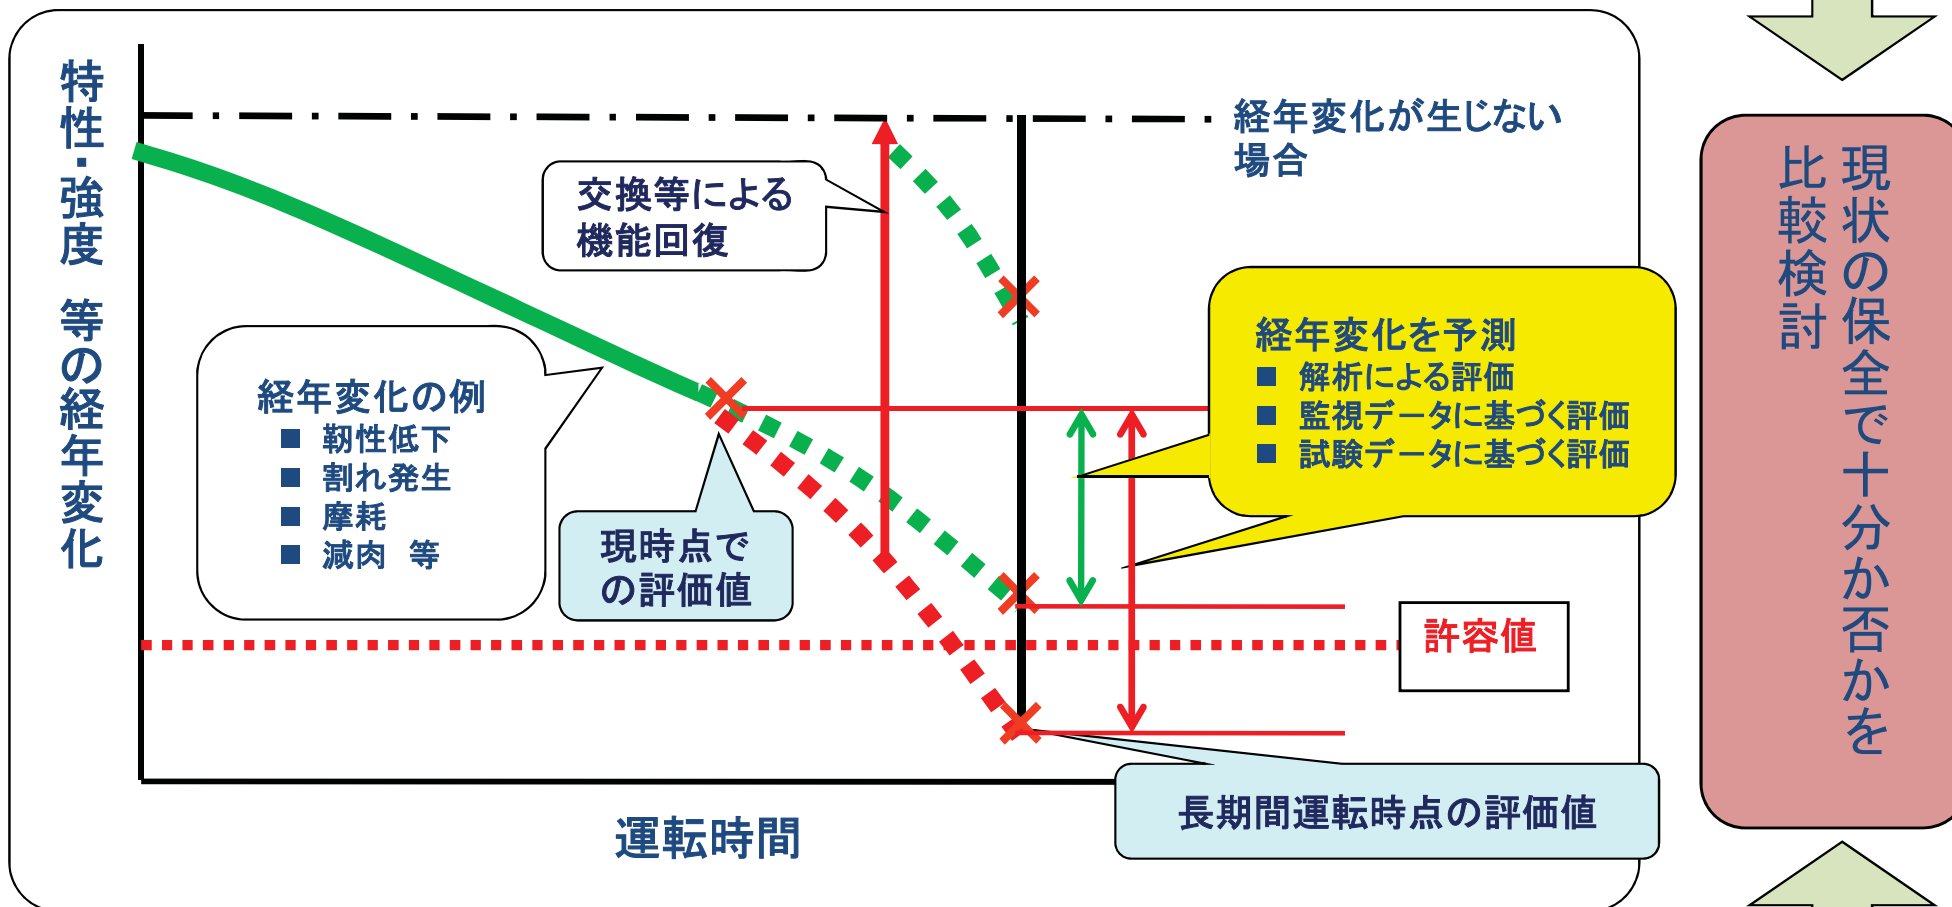 特性・強度 等の経年変化
経年変化が生じない
場合
交換等による
機能回復
経年変化の例
■ 靭性低下
■ 割れ発生
■ 摩耗
■ 減肉 等
現時点で
の評価値
経年変化を予測
■ 解析による評価
■ 監視データに基づく評価
■ 試験データに基づく評価
許容値
長期間運転時点の評価値
運転時間
現状の保全で十分か否かを
比較検討